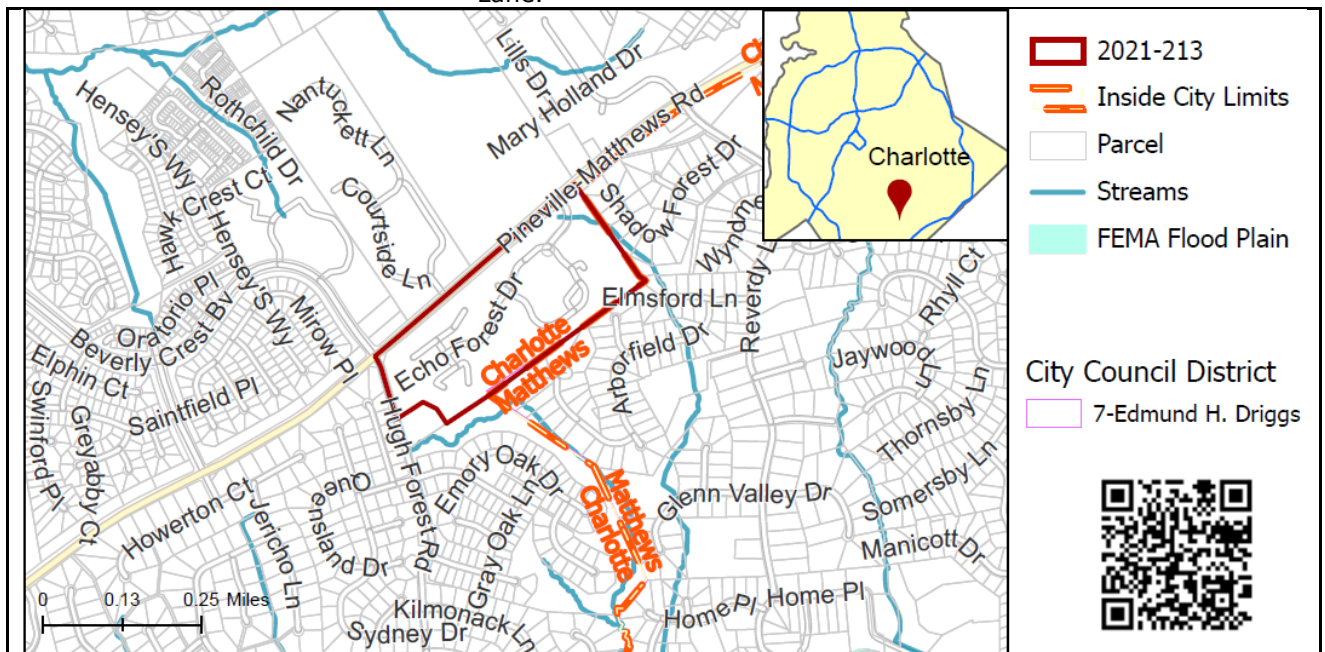 Lane.
Lills Dr
Mary Holland Dr
Pineville-Matthews Rd
Nantuckett Ln
Rothchild Dr
Hensey'S Wy
Crest Ct
Hawk
Courtside Ln
Hensey'S Wy
Oratorio Pl
Mirow Pl
Beverly Crest Bv
Elphin Ct
Saintfield Pl
Swinford Pl
Greyabby Ct
Echo Forest Dr
Shadow Forest Dr
Reverdy L
Elmsford Ln
Arborfield Dr
Charlotte
Matthews
Rhyll Ct
Jaywood Ln
Thornsby Ln
Somersby Ln
Manicott Dr
Glenn Valley Dr
Home Pl
Home Pl
Matthews
Charlotte
Hugh Forest Rd
Emory Oak Dr
Gray Oak Ln
Queensland Dr
Howerton Ct
Jericho Ln
Kilmonack Ln
Sydney Dr
0 0.13 0.25 Miles
Charlotte
2021-213
Inside City Limits
Parcel
Streams
FEMA Flood Plain
City Council District
7-Edmund H. Driggs